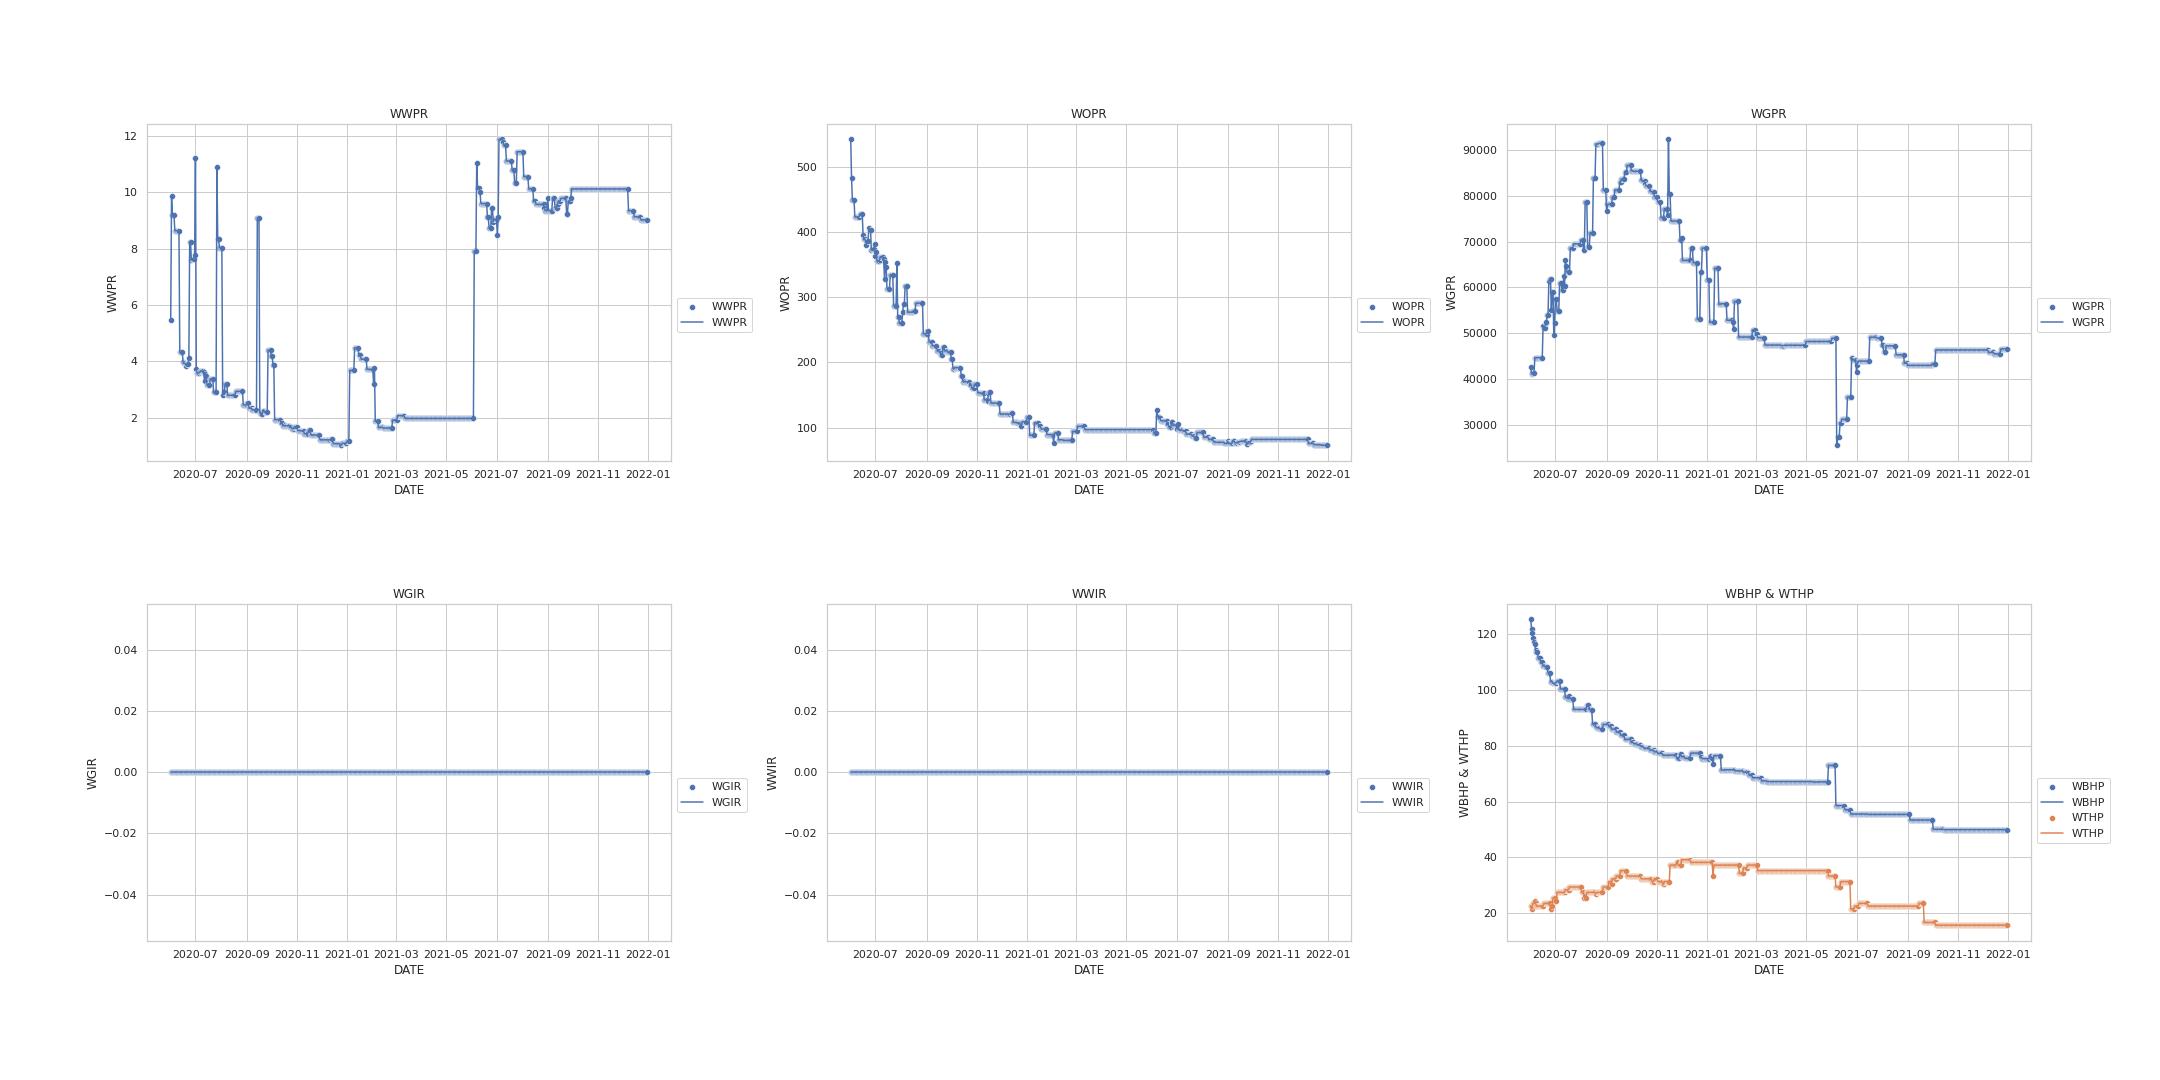 WWPR
12
10
8
6
4
2
WWPR
2020-07 2020-09 2020-11 2021-01 2021-03 2021-05 2021-07 2021-09 2021-11 2022-01
DATE
WWPR
WWPR
WOPR
500
400
300
200
100
WOPR
2020-07 2020-09 2020-11 2021-01 2021-03 2021-05 2021-07 2021-09 2021-11 2022-01
DATE
WOPR
WOPR
WGPR
90000
80000
70000
60000
50000
40000
30000
WGPR
2020-07 2020-09 2020-11 2021-01 2021-03 2021-05 2021-07 2021-09 2021-11 2022-01
DATE
WGPR
WGPR
WGIR
0.04
0.02
0.00
−0.02
−0.04
WGIR
2020-07 2020-09 2020-11 2021-01 2021-03 2021-05 2021-07 2021-09 2021-11 2022-01
DATE
WGIR
WGIR
WWIR
0.04
0.02
0.00
−0.02
−0.04
WWIR
2020-07 2020-09 2020-11 2021-01 2021-03 2021-05 2021-07 2021-09 2021-11 2022-01
DATE
WWIR
WWIR
WBHP & WTHP
120
100
80
60
40
20
WBHP & WTHP
2020-07 2020-09 2020-11 2021-01 2021-03 2021-05 2021-07 2021-09 2021-11 2022-01
DATE
WBHP
WBHP
WTHP
WTHP